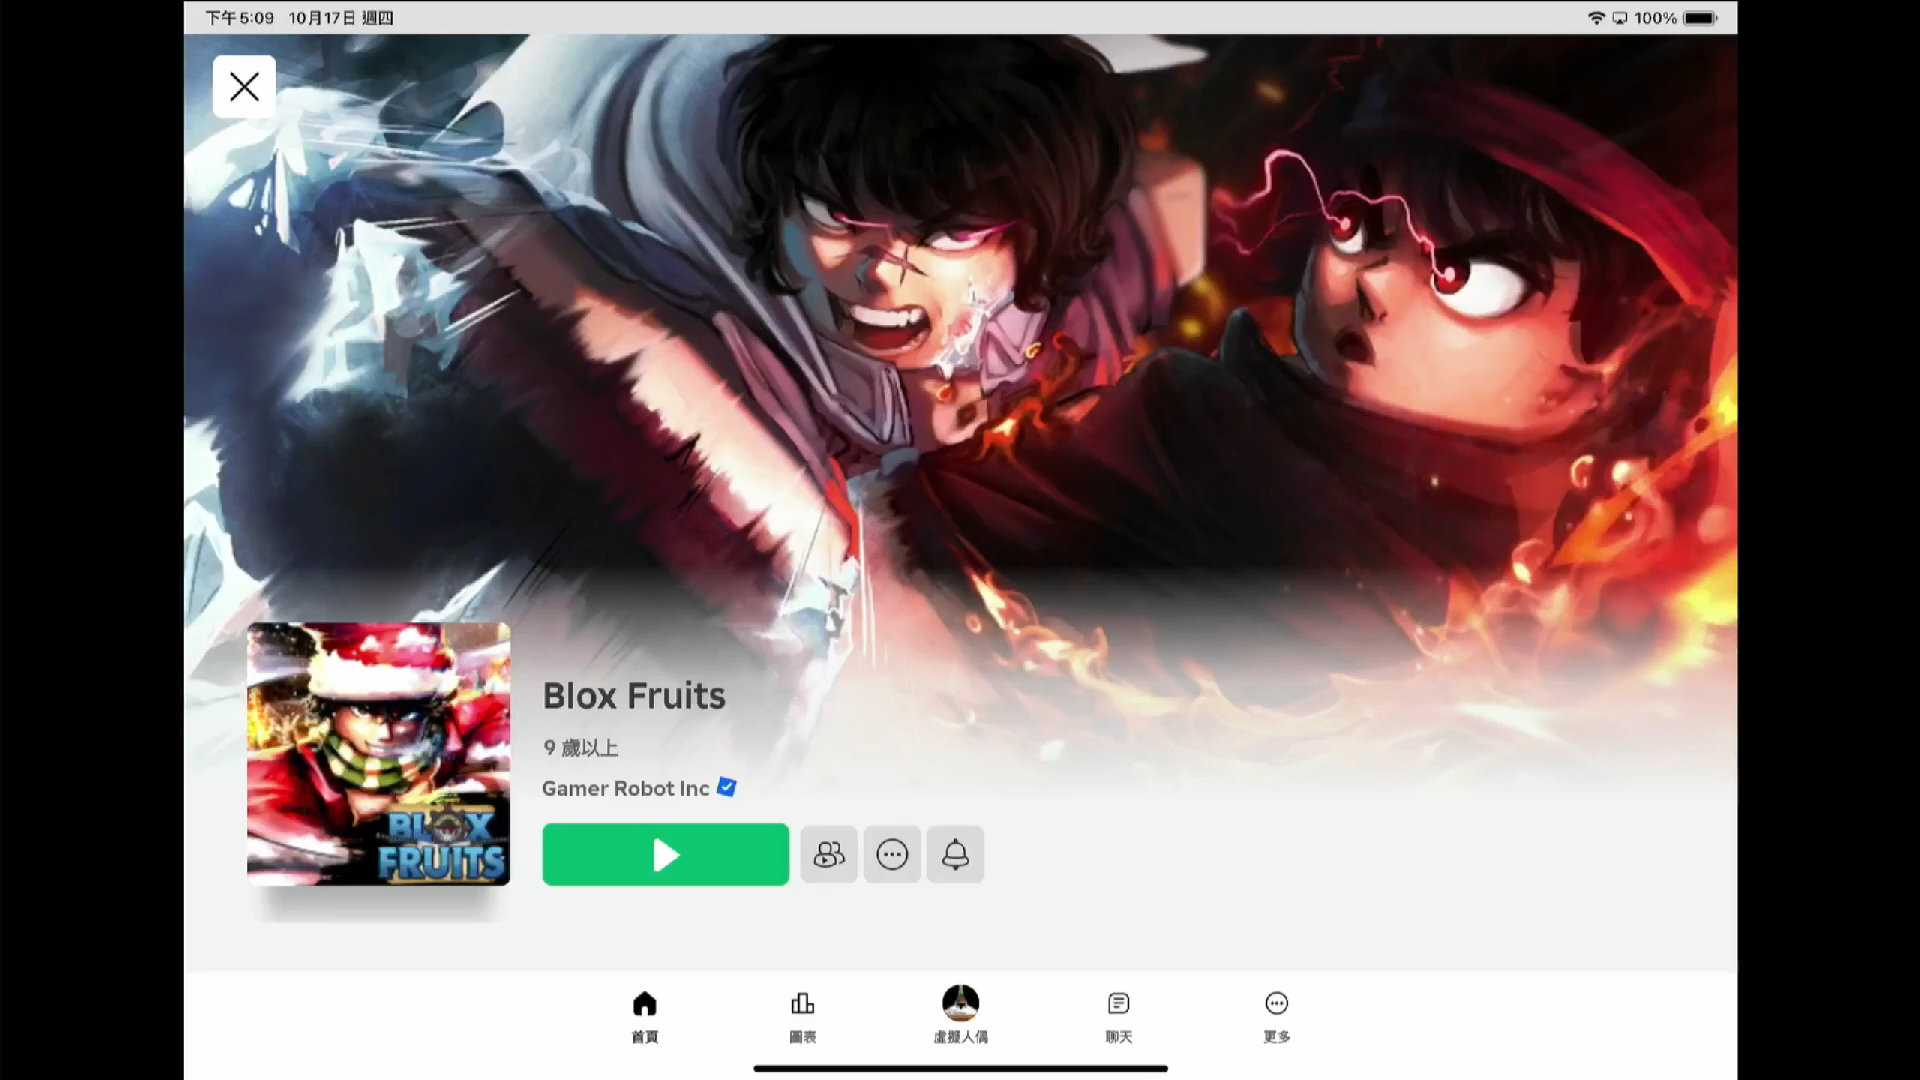 下午5:09 10月17日 週四
100%
Blox Fruits
9 歲以上
Gamer Robot Inc
BLOX
FRUITS
首頁
圖表
虛擬人偶
聊天
更多